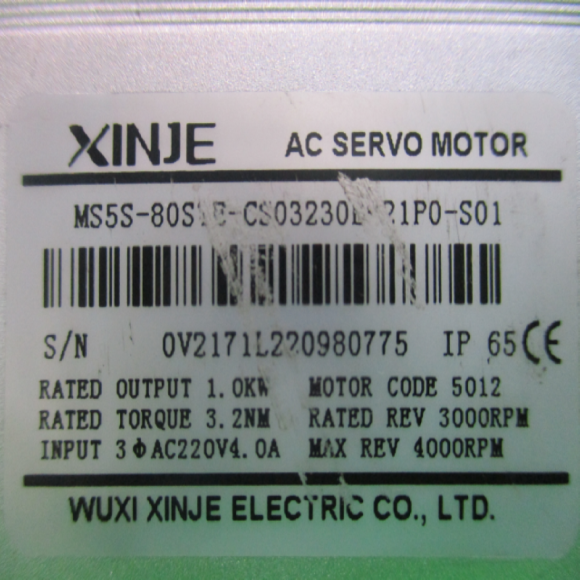 XINJE AC SERVO MOTOR
S/N 0V2171L220980775 IP 65 CE
RATED OUTPUT 1.0KW MOTOR CODE 5012
RATED TORQUE 3.2NM RATED REV 3000RPM
INPUT 3ΦAC220V4.0A MAX REV 4000RPM
WUXI XINJE ELECTRIC CO., LTD.